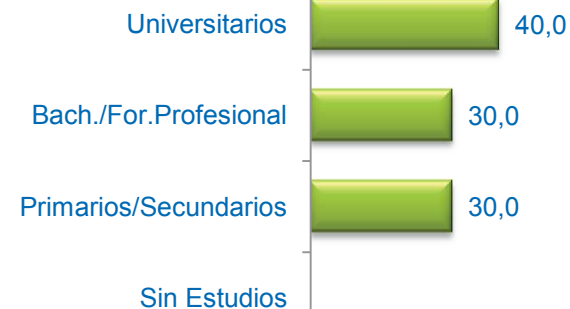 Universitarios 40,0
Bach./For.Profesional 30,0
Primarios/Secundarios 30,0
Sin Estudios